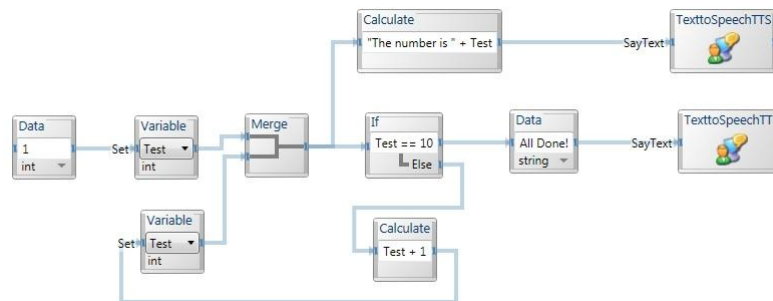 Calculate
"The number is " + Test
SayText
TexttoSpeechTTS
Data
1
int
Set
Variable
Test
int
Merge
If
Test == 10
Else
Data
All Done!
string
SayText
TexttoSpeechTT
Set
Variable
Test
int
Calculate
Test + 1